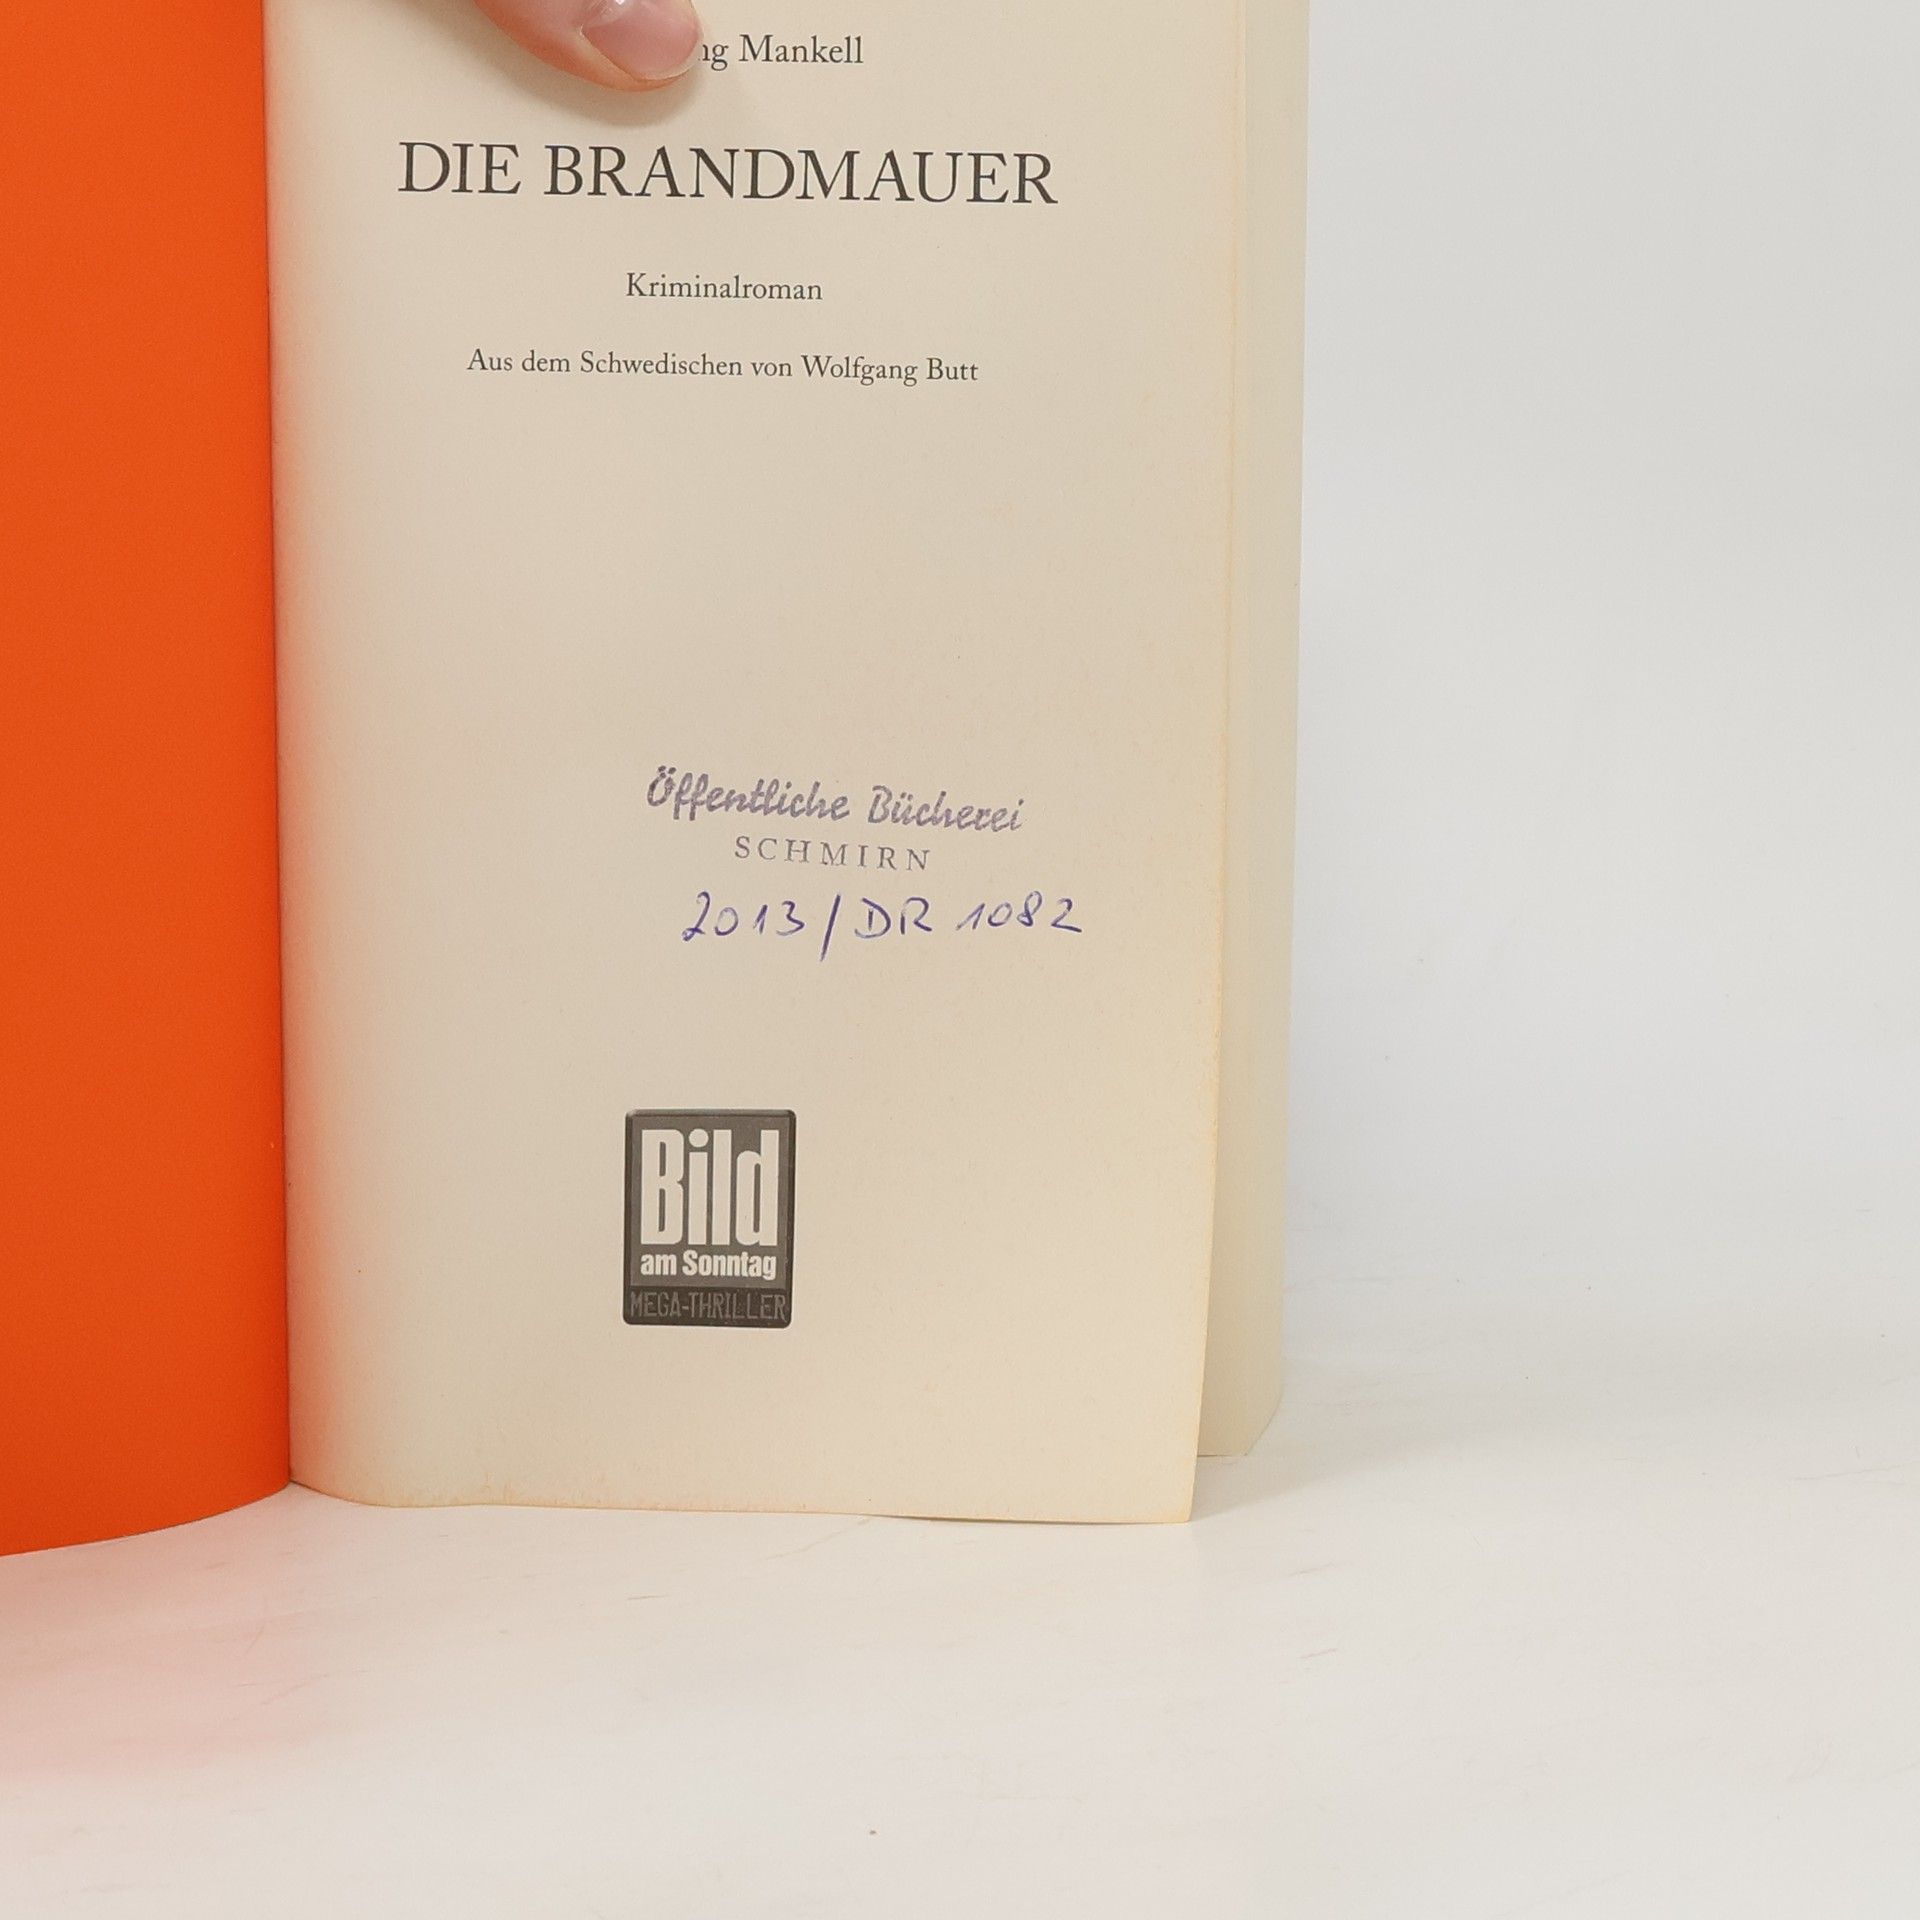 ng Mankell
DIE BRANDMAUER
Kriminalroman
Aus dem Schwedischen von Wolfgang Butt
Öffentliche Bücherei
SCHMIRN
2013/DR 1082
Bild
am Sonntag
MEGA-THRILLER